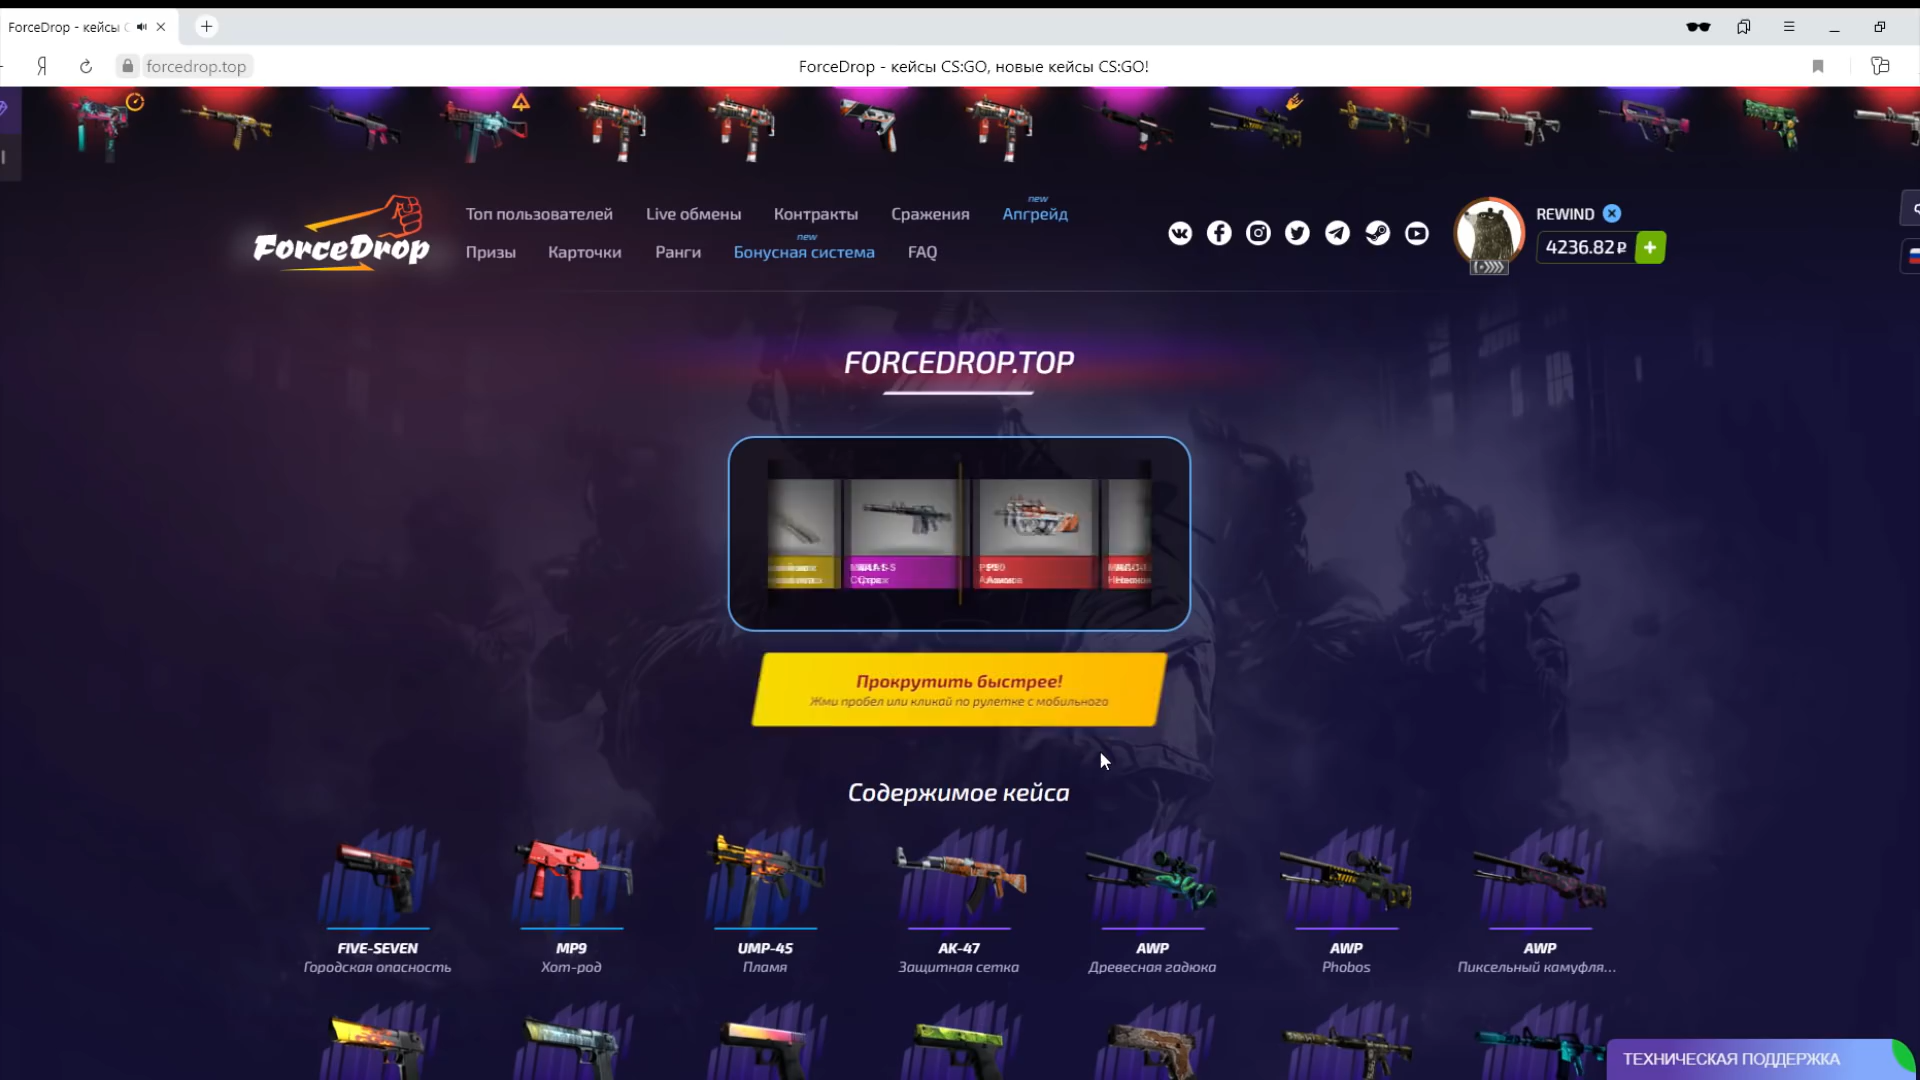 ForceDrop - кейсы C
forcedrop.top
ForceDrop - кейсы CS:GO, новые кейсы CS:GO!
ForceDrop
Топ пользователей
Live обмены
Контракты
Сражения
new
Апгрейд
Призы
Карточки
Ранги
new
Бонусная система
FAQ
REWIND
4236.82₽
FORCEDROP.TOP
Прокрутить быстрее!
Жми пробел или кликай по рулетке с мобильного
Содержимое кейса
FIVE-SEVEN
Городская опасность
MP9
Хот-род
UMP-45
Пламя
AK-47
Защитная сетка
AWP
Древесная гадюка
AWP
Phobos
AWP
Пиксельный камуфля...
ТЕХНИЧЕСКАЯ ПОДДЕРЖКА